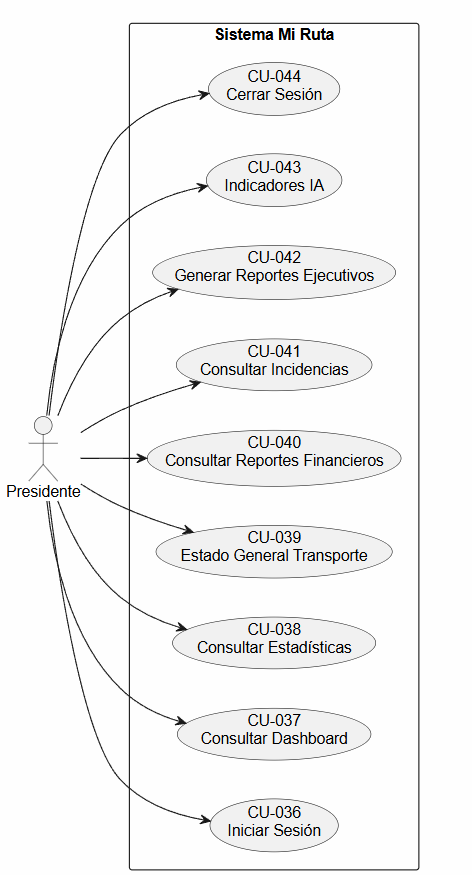 Sistema Mi Ruta
CU-044
Cerrar Sesión
CU-043
Indicadores IA
CU-042
Generar Reportes Ejecutivos
CU-041
Consultar Incidencias
CU-040
Consultar Reportes Financieros
Presidente
CU-039
Estado General Transporte
CU-038
Consultar Estadísticas
CU-037
Consultar Dashboard
CU-036
Iniciar Sesión